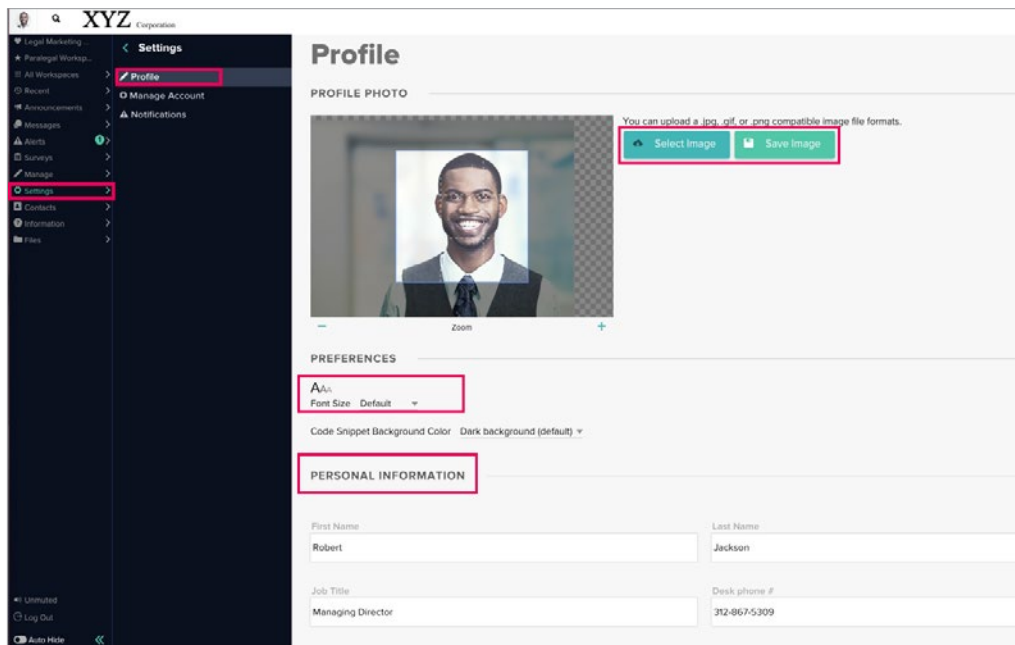 XYZ Corporation
Legal Marketing ...
Paralegal Worksp...
All Workspaces
Recent
Announcements
Messages
Alerts
Surveys
Manage
Settings
Contacts
Information
Files
Unmuted
Log Out
Auto Hide
Settings
Profile
Manage Account
Notifications
Profile
PROFILE PHOTO
You can upload a .jpg, .gif, or .png compatible image file formats.
Select Image
Save Image
Zoom
PREFERENCES
AAA
Font Size Default
Code Snippet Background Color Dark background (default)
PERSONAL INFORMATION
First Name
Robert
Last Name
Jackson
Job Title
Managing Director
Desk phone #
312-867-5309